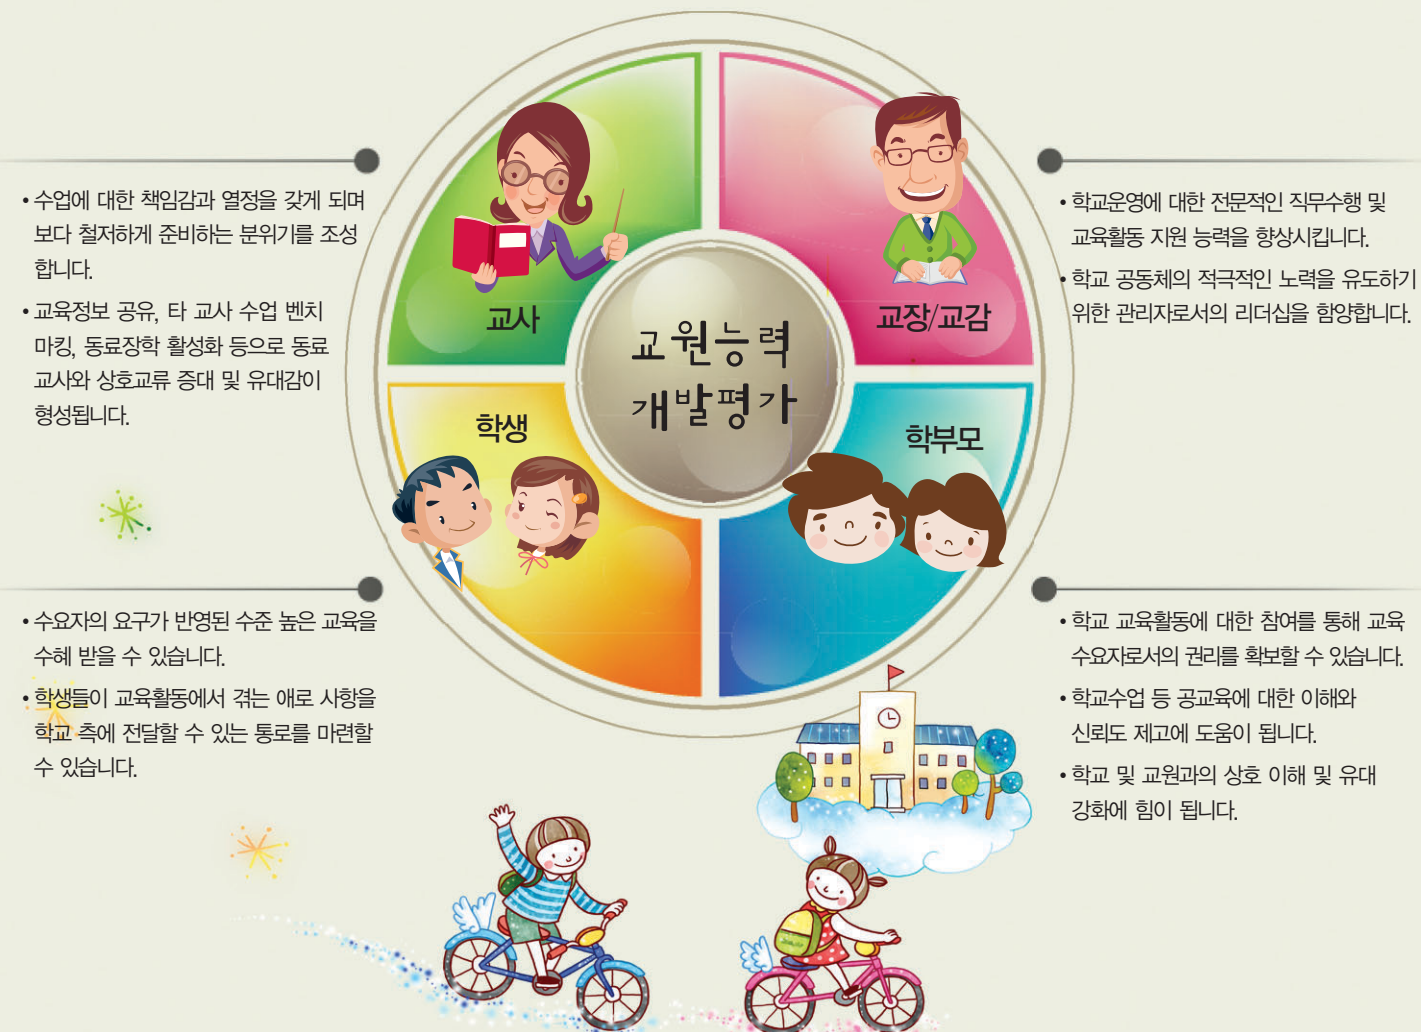 • 수업에 대한 책임감과 열정을 갖게 되며
보다 철저하게 준비하는 분위기를 조성
합니다.
• 교육정보 공유, 타 교사 수업 벤치
마킹, 동료장학 활성화 등으로 동료
교사와 상호교류 증대 및 유대감이
형성됩니다.
교사
교장/교감
• 학교운영에 대한 전문적인 직무수행 및
교육활동 지원 능력을 향상시킵니다.
• 학교 공동체의 적극적인 노력을 유도하기
위한 관리자로서의 리더십을 함양합니다.
교원능력
개발평가
학생
학부모
• 수요자의 요구가 반영된 수준 높은 교육을
수혜 받을 수 있습니다.
• 학생들이 교육활동에서 겪는 애로 사항을
학교 측에 전달할 수 있는 통로를 마련할
수 있습니다.
• 학교 교육활동에 대한 참여를 통해 교육
수요자로서의 권리를 확보할 수 있습니다.
• 학교수업 등 공교육에 대한 이해와
신뢰도 제고에 도움이 됩니다.
• 학교 및 교원과의 상호 이해 및 유대
강화에 힘이 됩니다.